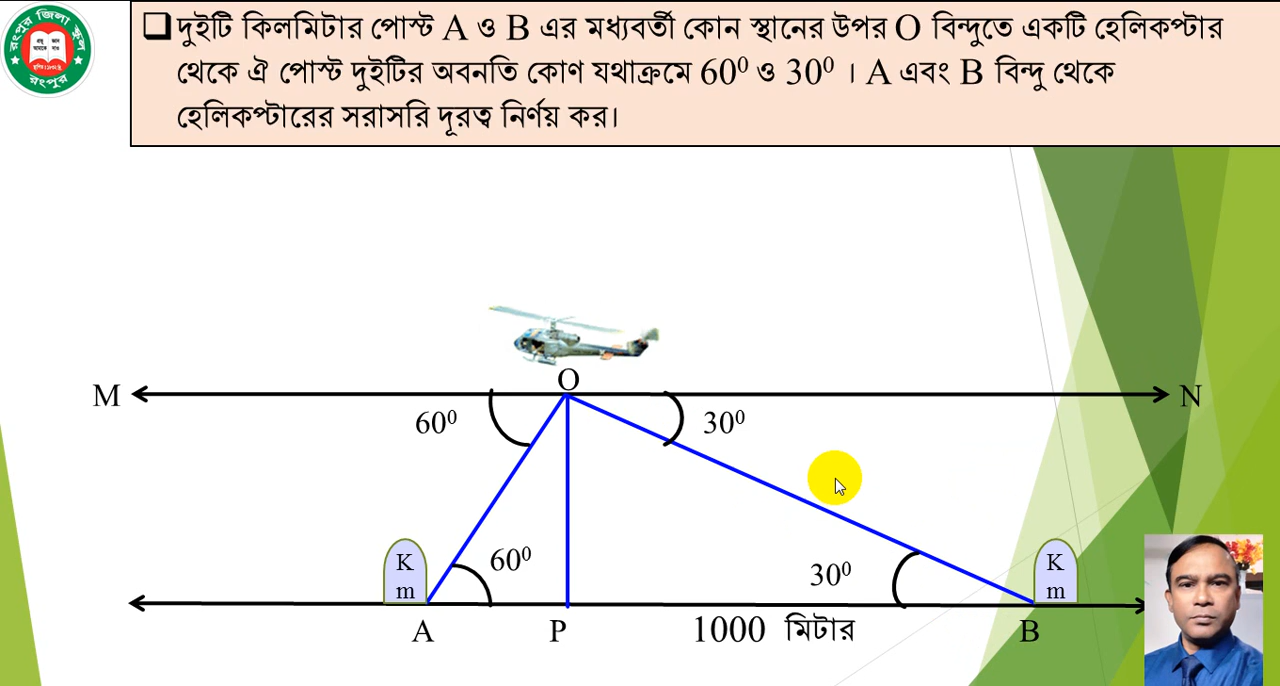 রংপুর জিলা স্কুল
রংপুর
❑ দুইটি কিলমিটার পোস্ট A ও B এর মধ্যবর্তী কোন স্থানের উপর O বিন্দুতে একটি হেলিকপ্টার
থেকে ঐ পোস্ট দুইটির অবনতি কোণ যথাক্রমে 60⁰ ও 30⁰ । A এবং B বিন্দু থেকে
হেলিকপ্টারের সরাসরি দূরত্ব নির্ণয় কর।
M O N
60⁰ 30⁰
K 60⁰ 30⁰ K
m m
A P 1000 মিটার B